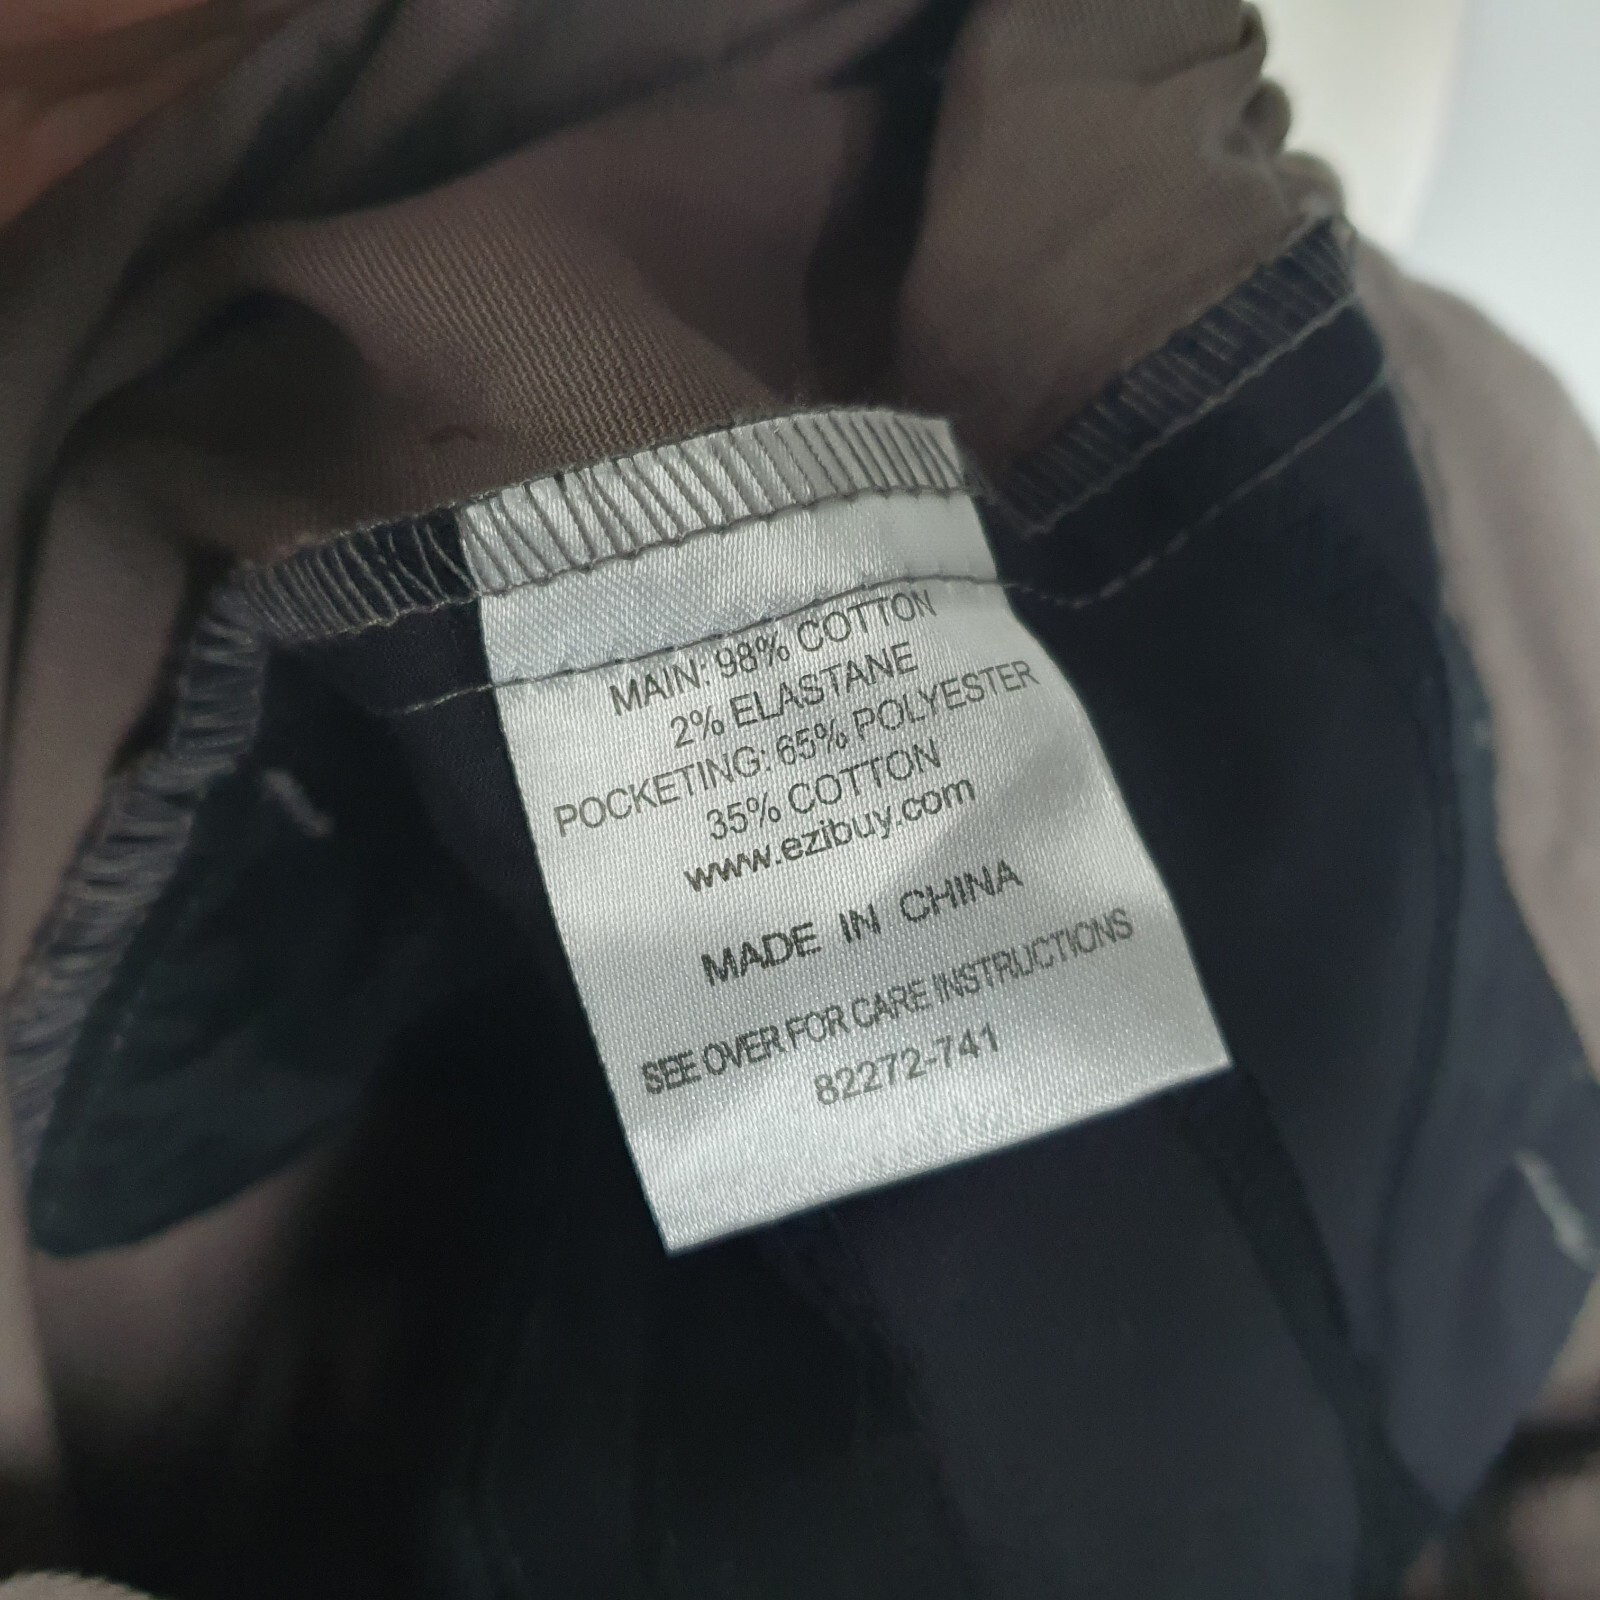 MAIN: 98% COTTON
2% ELASTANE
POCKETING: 65% POLYESTER
35% COTTON
www.ezibuy.com
MADE IN CHINA
SEE OVER FOR CARE INSTRUCTIONS
82272-741